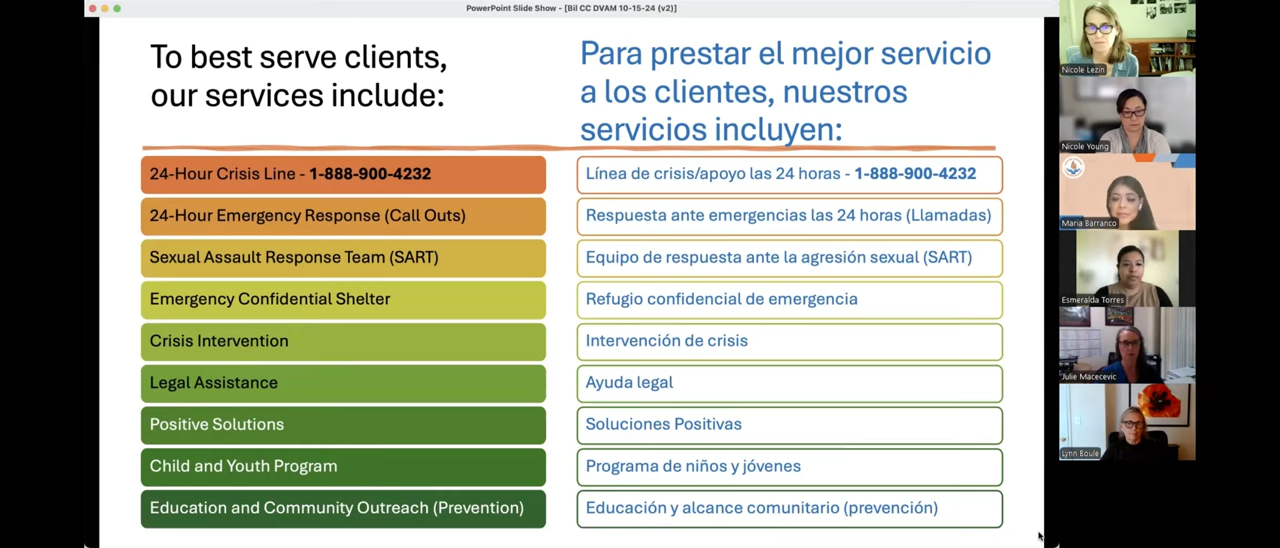 PowerPoint Slide Show - [Bil CC DVAM 10-15-24 (v2)]
To best serve clients,
our services include:
Para prestar el mejor servicio
a los clientes, nuestros
servicios incluyen:
24-Hour Crisis Line - 1-888-900-4232
Línea de crisis/apoyo las 24 horas - 1-888-900-4232
24-Hour Emergency Response (Call Outs)
Respuesta ante emergencias las 24 horas (Llamadas)
Sexual Assault Response Team (SART)
Equipo de respuesta ante la agresión sexual (SART)
Emergency Confidential Shelter
Refugio confidencial de emergencia
Crisis Intervention
Intervención de crisis
Legal Assistance
Ayuda legal
Positive Solutions
Soluciones Positivas
Child and Youth Program
Programa de niños y jóvenes
Education and Community Outreach (Prevention)
Educación y alcance comunitario (prevención)
Nicole Lezin
Nicole Young
Maria Barranco
Esmeralda Torres
Julie Macecevic
Lynn Boule